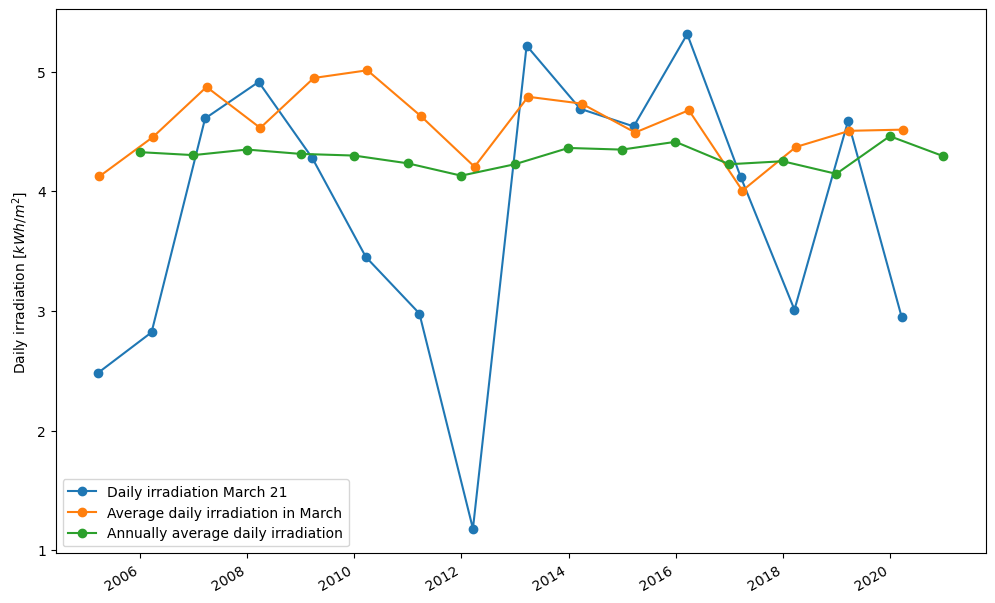 Daily irradiation [kWh/m²]
5
4
3
2
1
Daily irradiation March 21
Average daily irradiation in March
Annually average daily irradiation
2006 2008 2010 2012 2014 2016 2018 2020